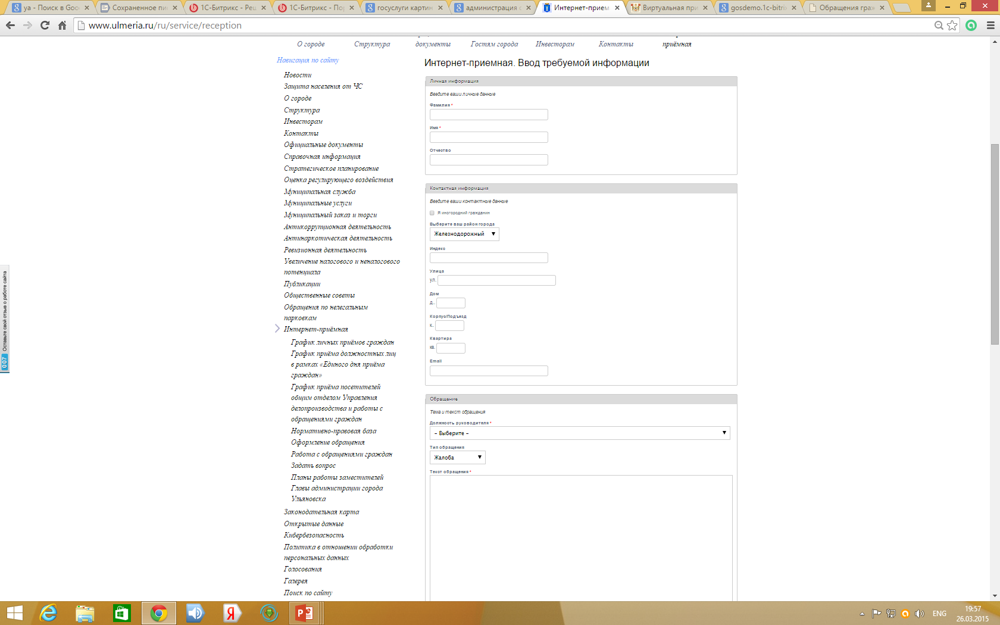 ya - Поиск в Goo
Сохраненное пи
1С-Битрикс - Ре
1С-Битрикс - По
госуслуги картин
администрация с
Интернет-прием
Виртуальная при
gosdemo.1c-bitri
Обращения граж
www.ulmeria.ru/ru/service/reception
О городе
Структура
документы
Гостям города
Инвесторам
Контакты
приёмная
Навигация по сайту
Новости
Защита населения от ЧС
О городе
Структура
Инвесторам
Контакты
Официальные документы
Справочная информация
Стратегическое планирование
Оценка регулирующего воздействия
Муниципальная служба
Муниципальные услуги
Муниципальный заказ и торги
Антикоррупционная деятельность
Антинаркотическая деятельность
Ревизионная деятельность
Увеличение налогового и неналогового
потенциала
Публикации
Общественные советы
Обращения по нелегальным
парковкам
Интернет-приёмная
График личных приёмов граждан
График приёма должностных лиц
в рамках «Единого дня приёма
граждан»
График приёма посетителей
общим отделом Управления
делопроизводства и работы с
обращениями граждан
Нормативно-правовая база
Оформление обращения
Работа с обращениями граждан
Задать вопрос
Планы работы заместителей
Главы администрации города
Ульяновска
Законодательная карта
Открытые данные
Кибербезопасность
Политика в отношении обработки
персональных данных
Голосования
Галерея
Поиск по сайту
Интернет-приемная. Ввод требуемой информации
Личная информация
Введите ваши личные данные
Фамилия *
Имя *
Отчество
Контактная информация
Введите ваши контактные данные
Я иногородний гражданин
Выберите ваш район города
Железнодорожный
Индекс
Улица
ул.
Дом
д..
Корпус/Подъезд
к..
Квартира
кв.
Email
Обращение
Тема и текст обращения
Должность руководителя *
– Выберите –
Тип обращения
Жалоба
Текст обращения *
Оставьте свой отзыв о работе сайта
007
ENG
19:57
26.03.2015